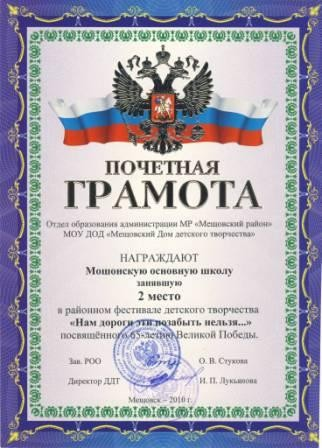 ПОЧЕТНАЯ
ГРАМОТА
Отдел образования администрации МР «Мещовский район»
МОУ ДОД «Мещовский Дом детского творчества»
НАГРАЖДАЮТ
Мошонскую основную школу
занявшую
2 место
в районном фестивале детского творчества
«Нам дороги эти позабыть нельзя...»
посвящённого 65-летию Великой Победы.
Зав. РОО О. В. Стукова
Директор ДДТ И. П. Лукьянова
Мещовск – 2010 г.